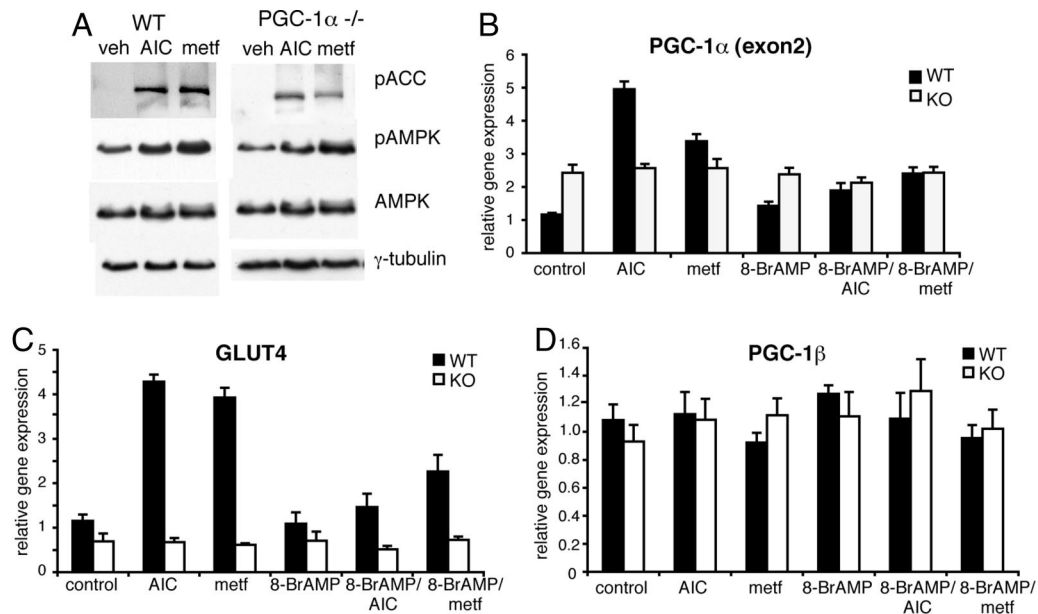 A
WT
PGC-1α -/-
veh AIC metf
veh AIC metf
pACC
pAMPK
AMPK
γ-tubulin
B
PGC-1α (exon2)
WT
KO
relative gene expression
6
5
4
3
2
1
0
control
AIC
metf
8-BrAMP
8-BrAMP/
AIC
8-BrAMP/
metf
C
GLUT4
WT
KO
relative gene expression
5
4
3
2
1
0
control
AIC
metf
8-BrAMP
8-BrAMP/
AIC
8-BrAMP/
metf
D
PGC-1β
WT
KO
relative gene expression
1.6
1.4
1.2
1.0
0.8
0.6
0.4
0.2
0
control
AIC
metf
8-BrAMP
8-BrAMP/
AIC
8-BrAMP/
metf